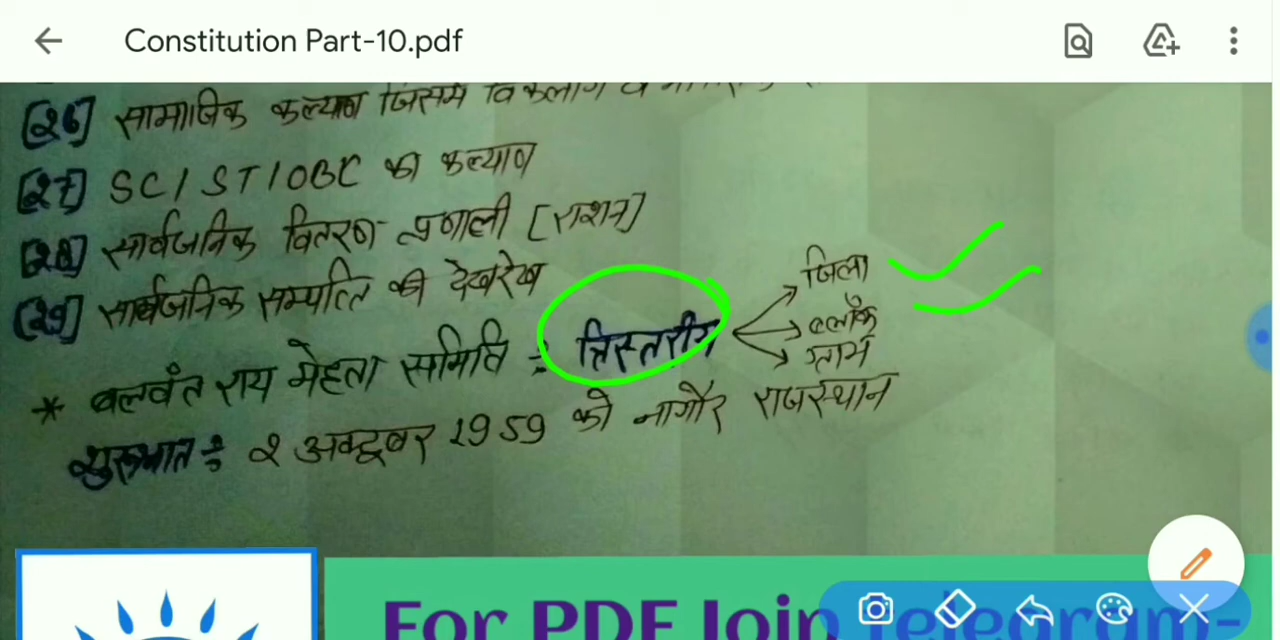 Constitution Part-10.pdf
[26] सामाजिक कल्याण जिसमें विकलांग व
[27] SC/ST/OBC की कल्याण
[28] सार्वजनिक वितरण प्रणाली [राशन]
[29] सार्वजनिक सम्पत्ति की देखरेख
* बलवंत राय मेहता समिति :- त्रिस्तरीय
जिला
ब्लॉक
ग्राम
शुरूआत :- 2 अक्टूबर 1959 को नागौर राजस्थान
For PDF Join Telegram-